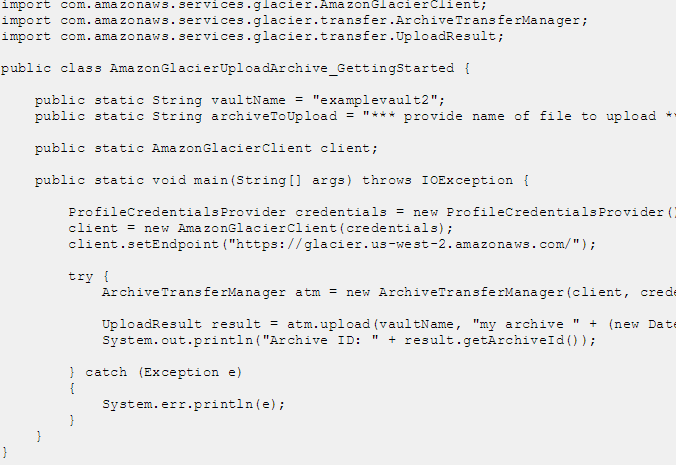 import com.amazonaws.services.glacier.AmazonGlacierClient;
import com.amazonaws.services.glacier.transfer.ArchiveTransferManager;
import com.amazonaws.services.glacier.transfer.UploadResult;
public class AmazonGlacierUploadArchive_GettingStarted {
public static String vaultName = "examplevault2";
public static String archiveToUpload = "*** provide name of file to upload *
public static AmazonGlacierClient client;
public static void main(String[] args) throws IOException {
ProfileCredentialsProvider credentials = new ProfileCredentialsProvider()
client = new AmazonGlacierClient(credentials);
client.setEndpoint("https://glacier.us-west-2.amazonaws.com/");
try {
ArchiveTransferManager atm = new ArchiveTransferManager(client, crede
UploadResult result = atm.upload(vaultName, "my archive " + (new Date
System.out.println("Archive ID: " + result.getArchiveId());
} catch (Exception e)
{
System.err.println(e);
}
}
}